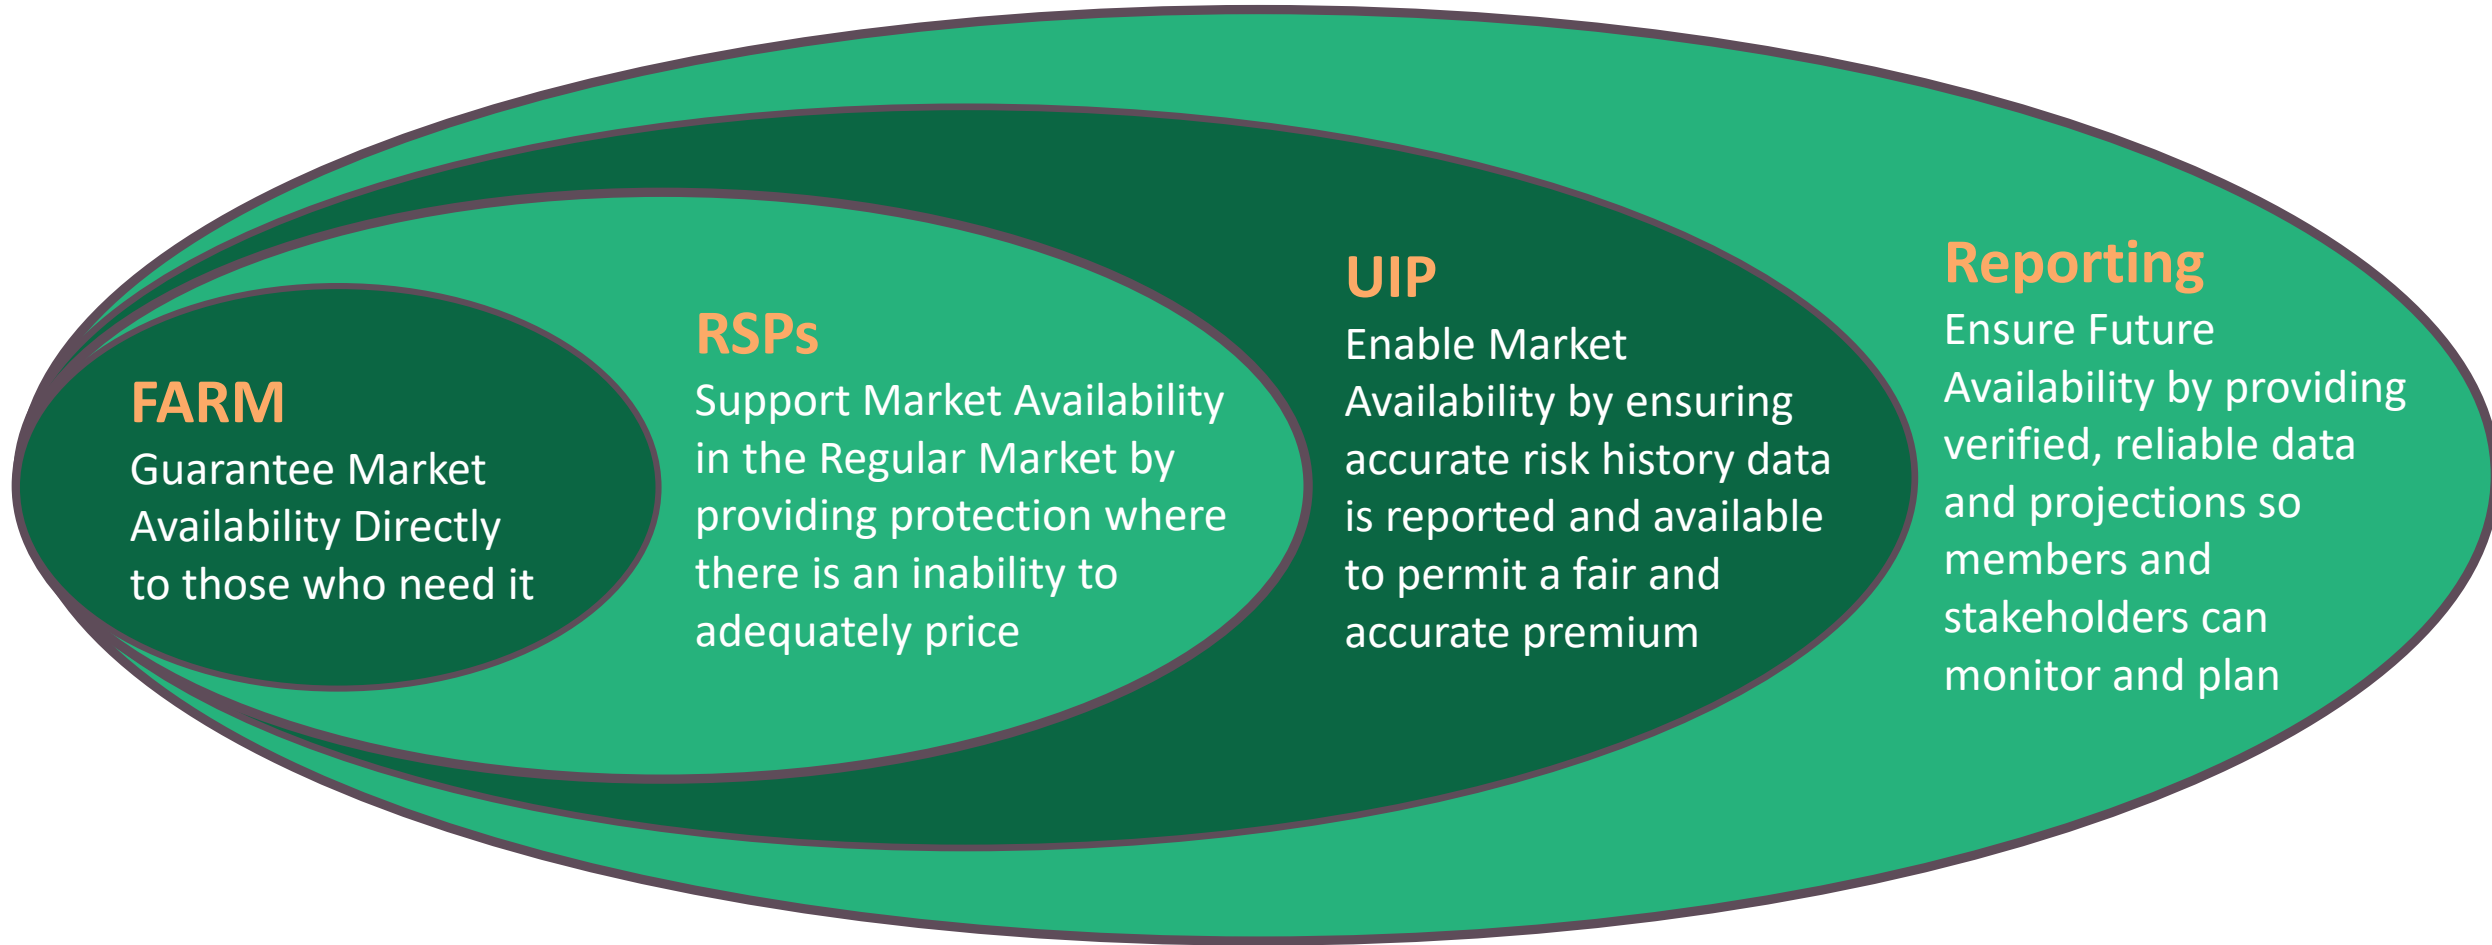 FARM
Guarantee Market
Availability Directly
to those who need it
RSPs
Support Market Availability
in the Regular Market by
providing protection where
there is an inability to
adequately price
UIP
Enable Market
Availability by ensuring
accurate risk history data
is reported and available
to permit a fair and
accurate premium
Reporting
Ensure Future
Availability by providing
verified, reliable data
and projections so
members and
stakeholders can
monitor and plan